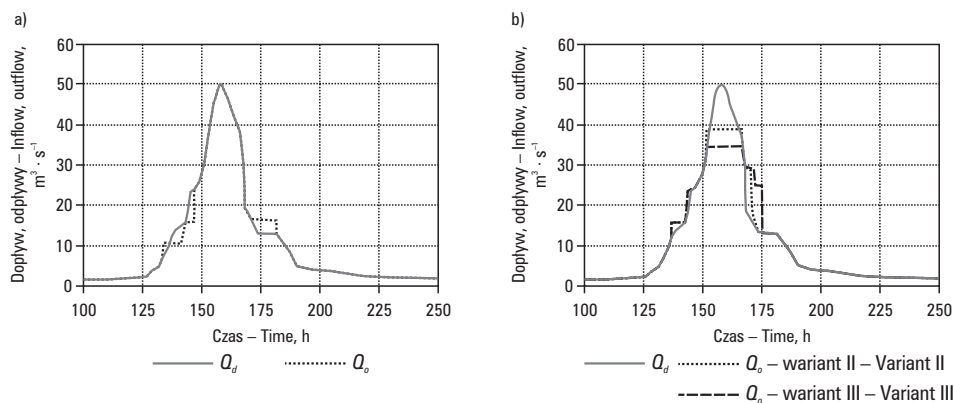 a)
Dopływ, odpływy – Inflow, outflow,
m³ · s⁻¹
60
50
40
30
20
10
0
100 125 150 175 200 225 250
Czas – Time, h
Q_d
Q_o
b)
Dopływ, odpływy – Inflow, outflow,
m³ · s⁻¹
60
50
40
30
20
10
0
100 125 150 175 200 225 250
Czas – Time, h
Q_d
Q_o – wariant II – Variant II
Q_o – wariant III – Variant III